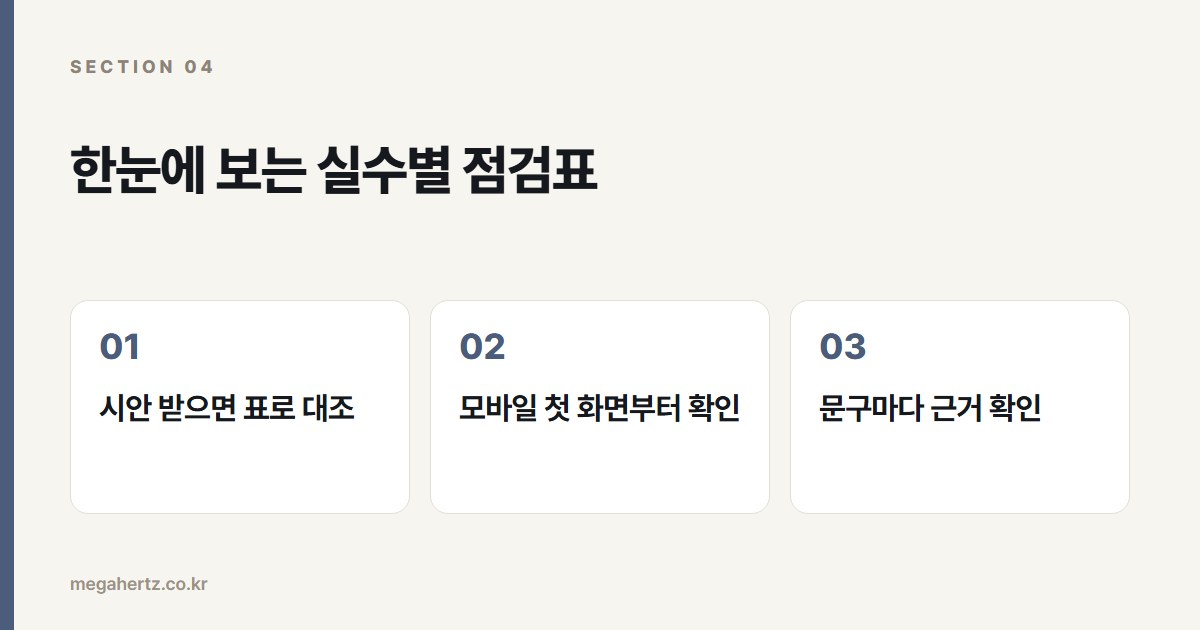 SECTION 04
한눈에 보는 실수별 점검표
01
시안 받으면 표로 대조
02
모바일 첫 화면부터 확인
03
문구마다 근거 확인
megahertz.co.kr